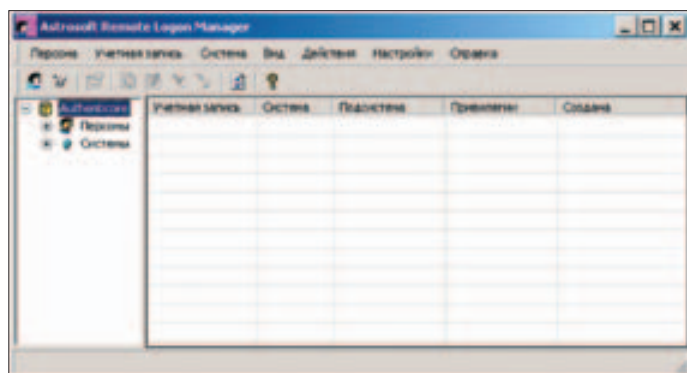 Astrosoft Remote Logon Manager
Персона Учетная запись Система Вид Действия Настройки Справка
Учетная запись Система Подсистема Привилегии Создана
Персоны
Системы